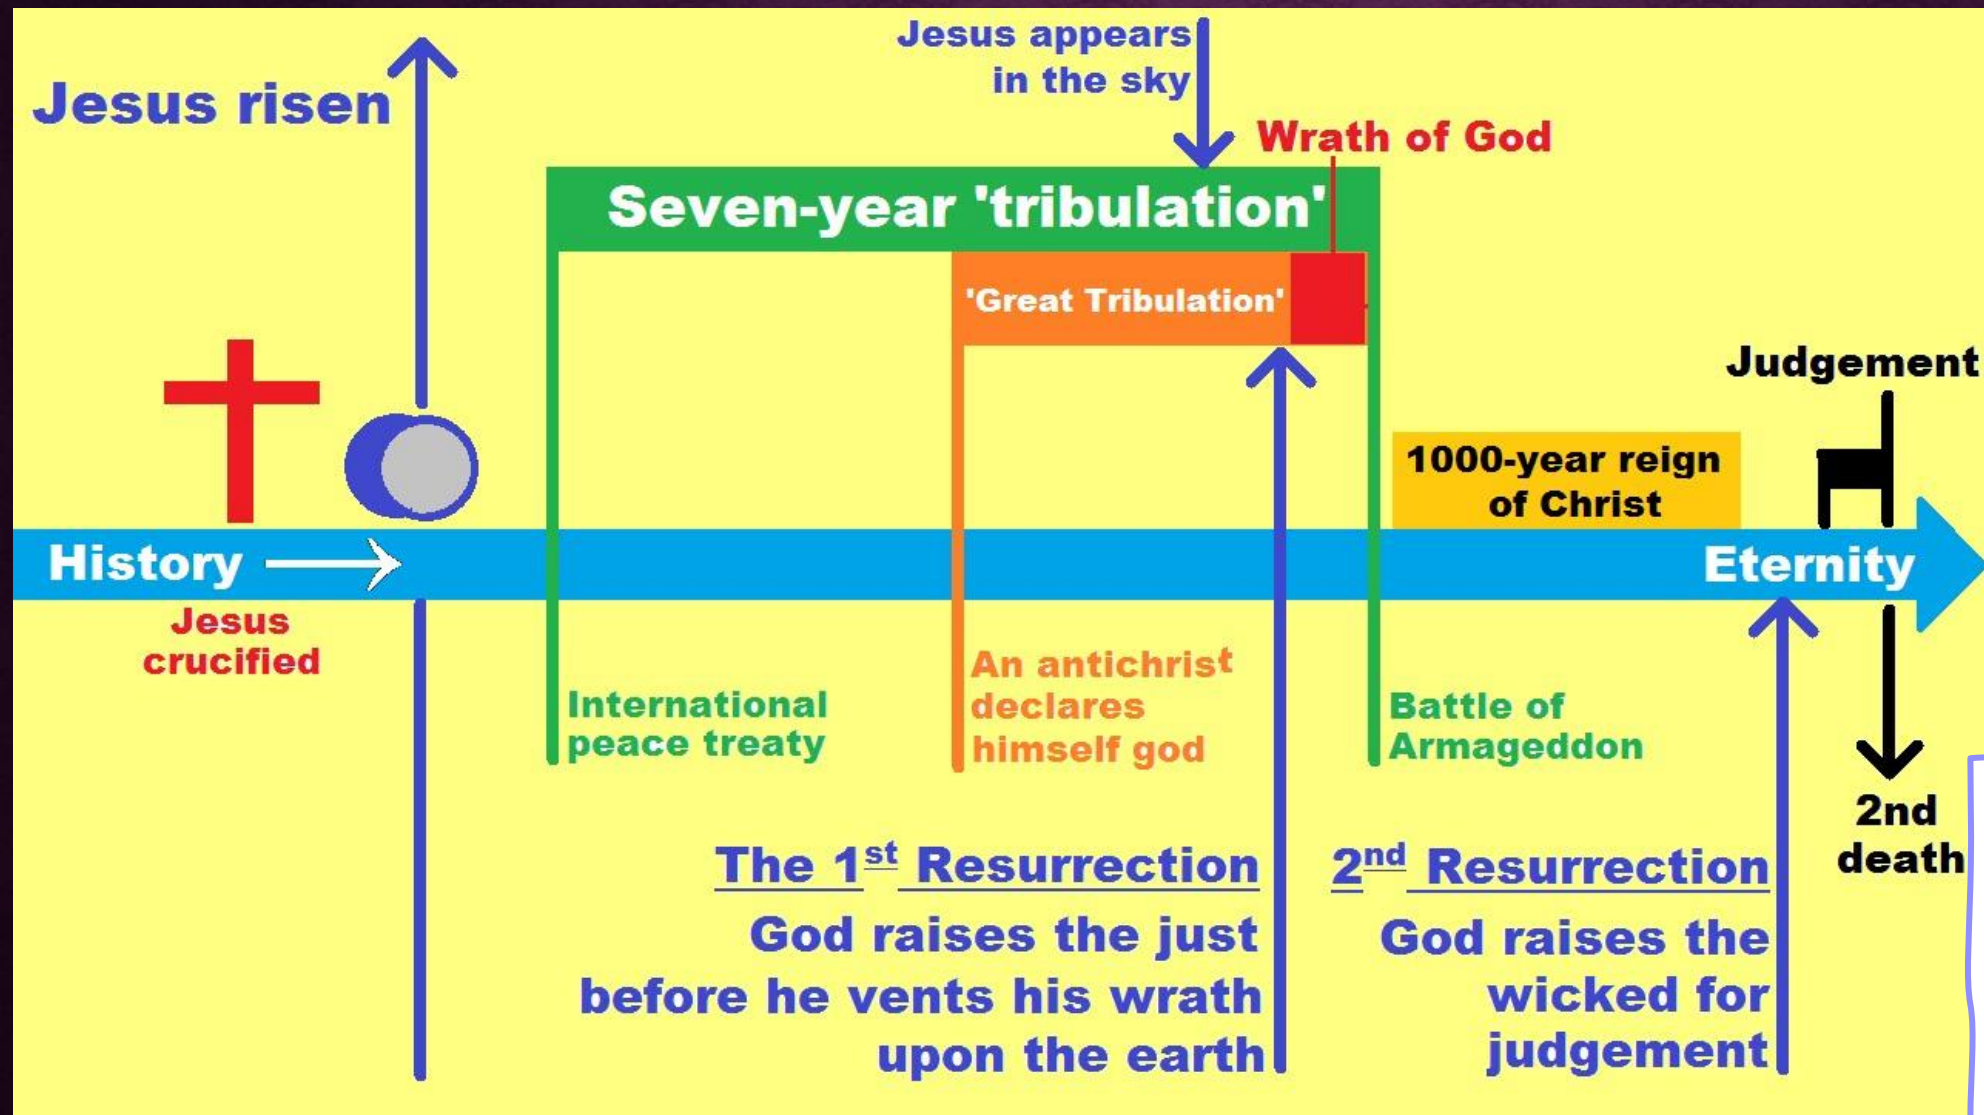 Jesus risen
Jesus appears
in the sky
Wrath of God
Seven-year 'tribulation'
'Great Tribulation'
Judgement
1000-year reign
of Christ
History
Eternity
Jesus
crucified
International
peace treaty
An antichrist
declares
himself god
Battle of
Armageddon
2nd
death
The 1st Resurrection
God raises the just
before he vents his wrath
upon the earth
2nd Resurrection
God raises the
wicked for
judgement